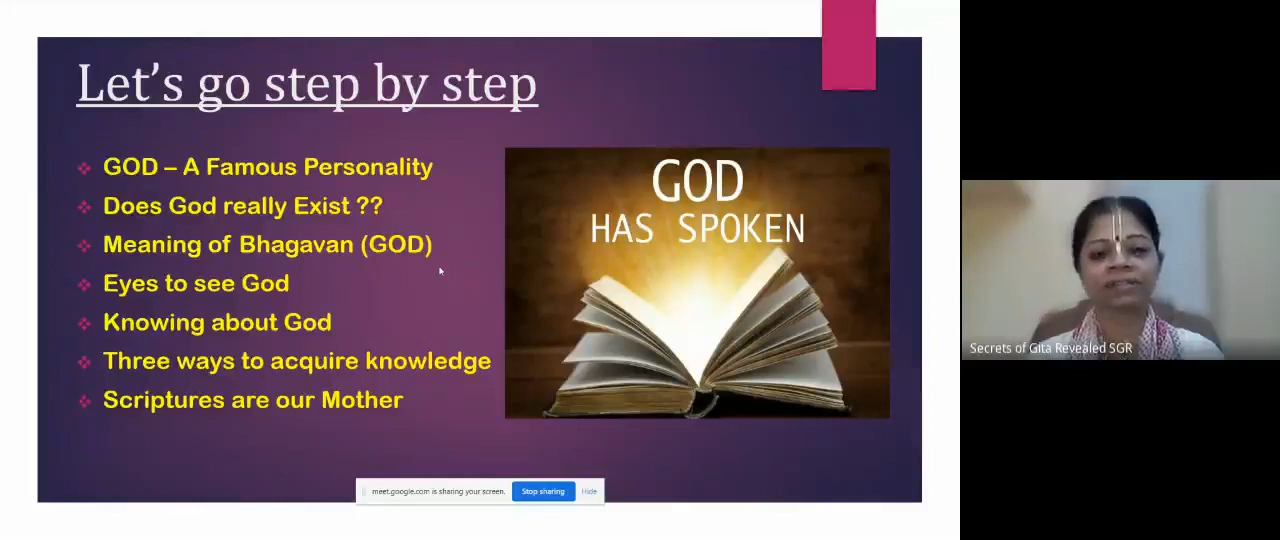 Let's go step by step
GOD – A Famous Personality
Does God really Exist ??
Meaning of Bhagavan (GOD)
Eyes to see God
Knowing about God
Three ways to acquire knowledge
Scriptures are our Mother
GOD
HAS SPOKEN
meet.google.com is sharing your screen. Stop sharing Hide
Secrets of Gita Revealed SGR